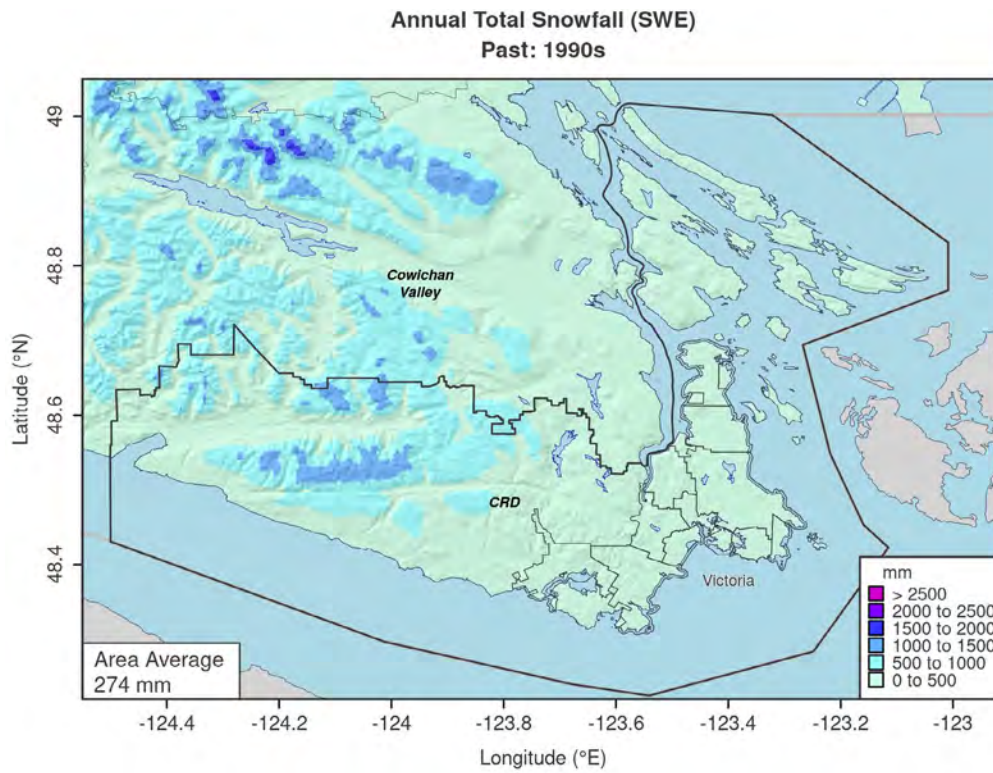 Annual Total Snowfall (SWE)
Past: 1990s
49
48.8
48.6
48.4
Latitude (°N)
Cowichan
Valley
CRD
Victoria
mm
> 2500
2000 to 2500
1500 to 2000
1000 to 1500
500 to 1000
0 to 500
Area Average
274 mm
-124.4
-124.2
-124
-123.8
-123.6
-123.4
-123.2
-123
Longitude (°E)